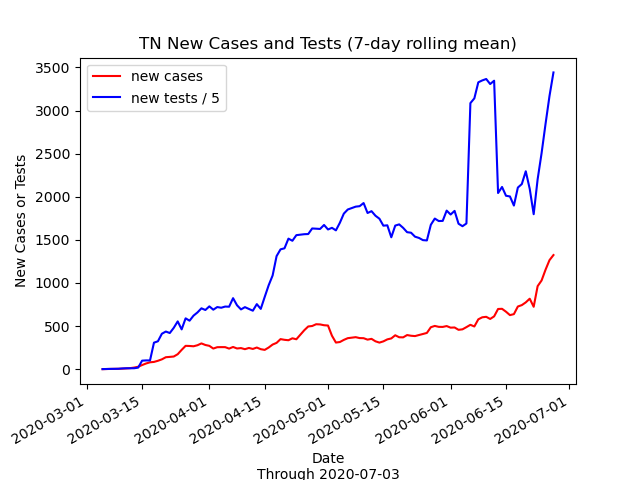 TN New Cases and Tests (7-day rolling mean)
new cases
new tests / 5
New Cases or Tests
3500
3000
2500
2000
1500
1000
500
0
2020-03-01
2020-03-15
2020-04-01
2020-04-15
2020-05-01
2020-05-15
2020-06-01
2020-06-15
2020-07-01
Date
Through 2020-07-03